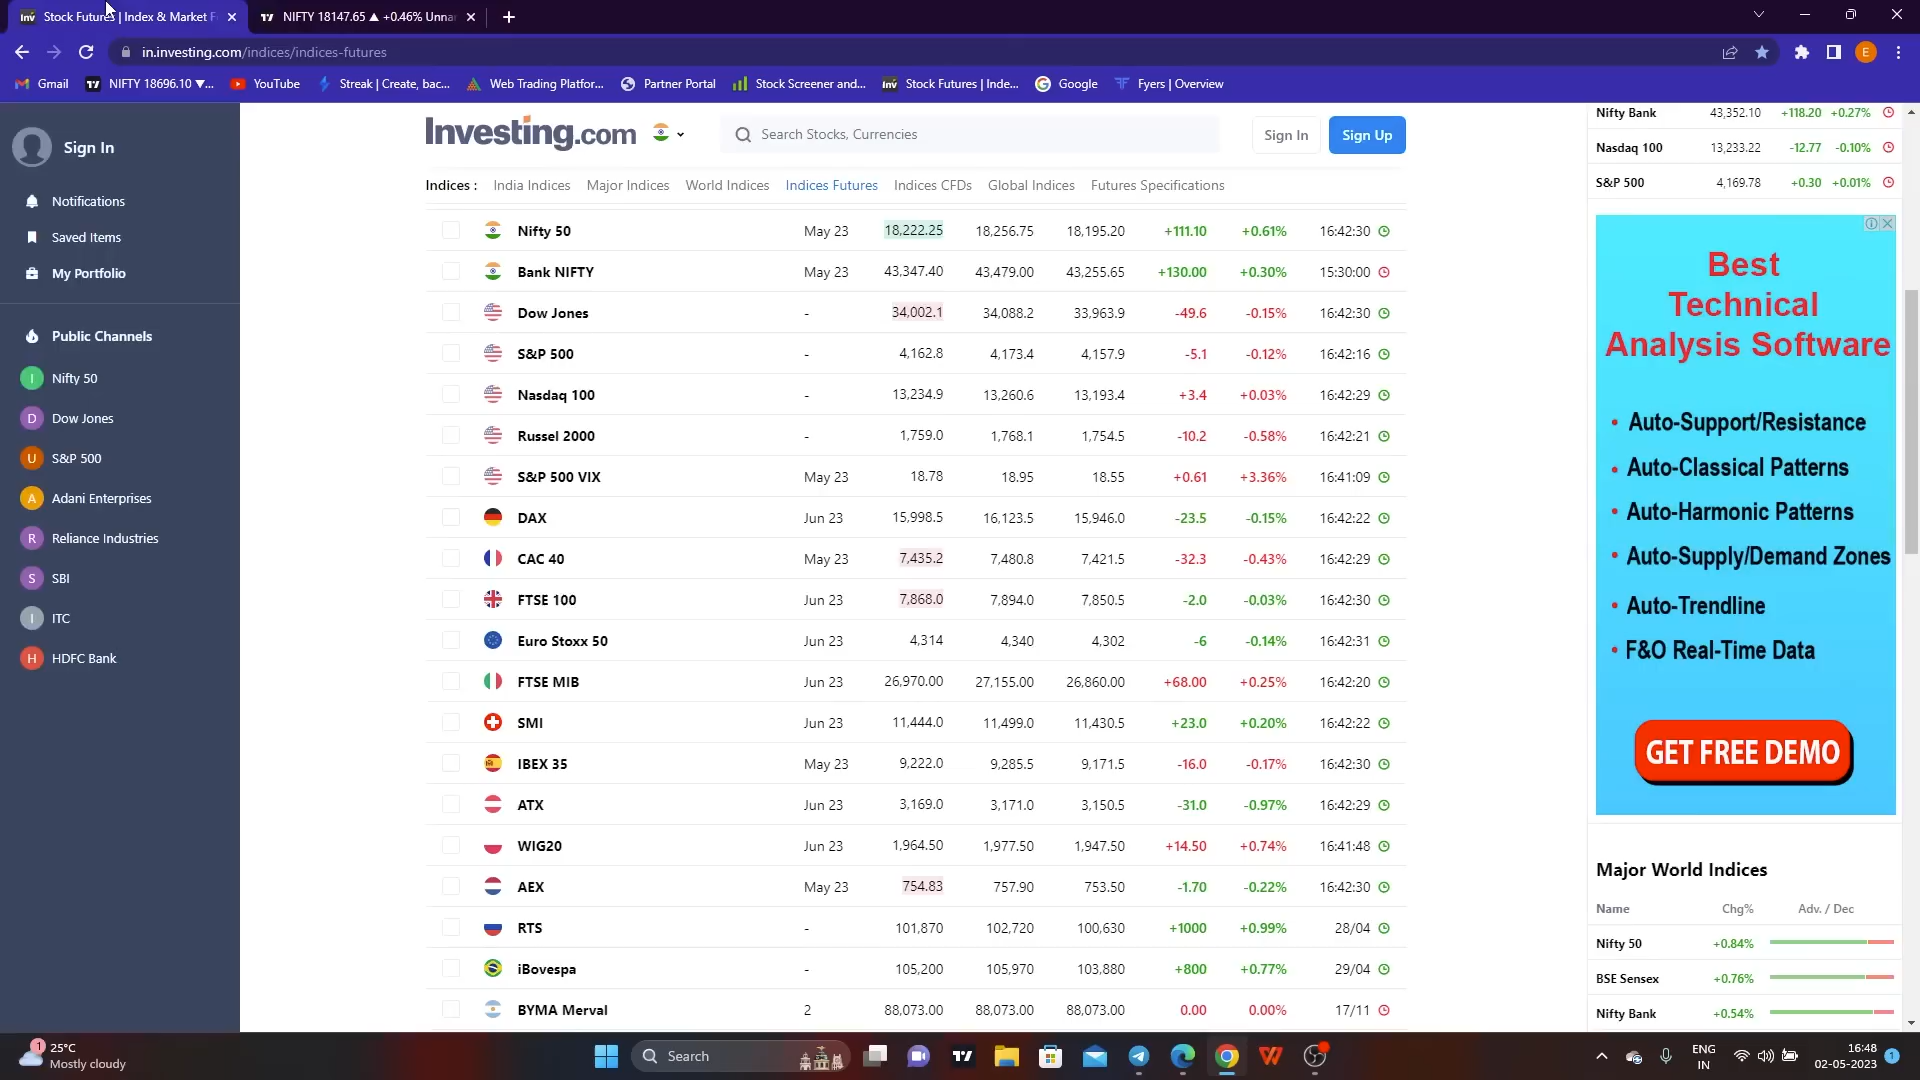 Stock Futures | Index & Market F
NIFTY 18147.65 ▲ +0.46% Unna
in.investing.com/indices/indices-futures
E
Gmail
NIFTY 18696.10 ▼...
YouTube
Streak | Create, bac...
Web Trading Platfor...
Partner Portal
Stock Screener and...
Stock Futures | Inde...
Google
Fyers | Overview
Sign In
Notifications
Saved Items
My Portfolio
Public Channels
I Nifty 50
D Dow Jones
U S&P 500
A Adani Enterprises
R Reliance Industries
S SBI
I ITC
H HDFC Bank
Investing.com
Search Stocks, Currencies
Sign In
Sign Up
Indices : India Indices Major Indices World Indices Indices Futures Indices CFDs Global Indices Futures Specifications
Nifty 50 May 23 18,222.25 18,256.75 18,195.20 +111.10 +0.61% 16:42:30
Bank NIFTY May 23 43,347.40 43,479.00 43,255.65 +130.00 +0.30% 15:30:00
Dow Jones - 34,002.1 34,088.2 33,963.9 -49.6 -0.15% 16:42:30
S&P 500 - 4,162.8 4,173.4 4,157.9 -5.1 -0.12% 16:42:16
Nasdaq 100 - 13,234.9 13,260.6 13,193.4 +3.4 +0.03% 16:42:29
Russel 2000 - 1,759.0 1,768.1 1,754.5 -10.2 -0.58% 16:42:21
S&P 500 VIX May 23 18.78 18.95 18.55 +0.61 +3.36% 16:41:09
DAX Jun 23 15,998.5 16,123.5 15,946.0 -23.5 -0.15% 16:42:22
CAC 40 May 23 7,435.2 7,480.8 7,421.5 -32.3 -0.43% 16:42:29
FTSE 100 Jun 23 7,868.0 7,894.0 7,850.5 -2.0 -0.03% 16:42:30
Euro Stoxx 50 Jun 23 4,314 4,340 4,302 -6 -0.14% 16:42:31
FTSE MIB Jun 23 26,970.00 27,155.00 26,860.00 +68.00 +0.25% 16:42:20
SMI Jun 23 11,444.0 11,499.0 11,430.5 +23.0 +0.20% 16:42:22
IBEX 35 May 23 9,222.0 9,285.5 9,171.5 -16.0 -0.17% 16:42:30
ATX Jun 23 3,169.0 3,171.0 3,150.5 -31.0 -0.97% 16:42:29
WIG20 Jun 23 1,964.50 1,977.50 1,947.50 +14.50 +0.74% 16:41:48
AEX May 23 754.83 757.90 753.50 -1.70 -0.22% 16:42:30
RTS - 101,870 102,720 100,630 +1000 +0.99% 28/04
iBovespa - 105,200 105,970 103,880 +800 +0.77% 29/04
BYMA Merval 2 88,073.00 88,073.00 88,073.00 0.00 0.00% 17/11
Nifty Bank 43,352.10 +118.20 +0.27%
Nasdaq 100 13,233.22 -12.77 -0.10%
S&P 500 4,169.78 +0.30 +0.01%
Best
Technical
Analysis Software
• Auto-Support/Resistance
• Auto-Classical Patterns
• Auto-Harmonic Patterns
• Auto-Supply/Demand Zones
• Auto-Trendline
• F&O Real-Time Data
GET FREE DEMO
Major World Indices
Name Chg% Adv. / Dec
Nifty 50 +0.84%
BSE Sensex +0.76%
Nifty Bank +0.54%
1
25°C
Mostly cloudy
Search
ENG
IN
16:48
02-05-2023
1